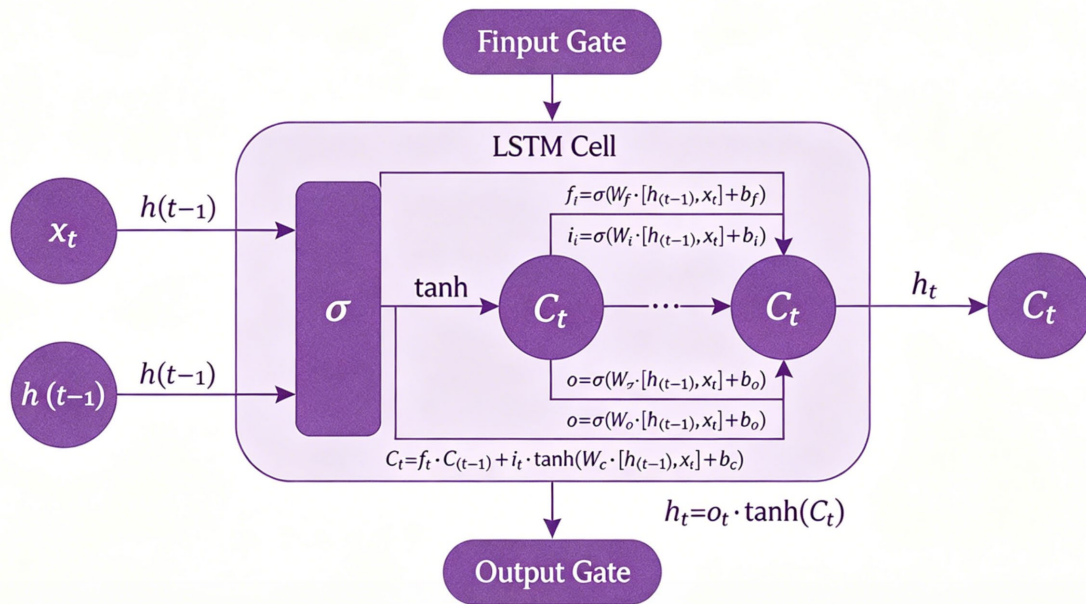 Finput Gate
LSTM Cell
h(t−1)
x_t
f_i=σ(W_f·[h_(t−1),x_t]+b_f)
i_i=σ(W_i·[h_(t−1),x_t]+b_i)
σ
tanh
C_t
...
C_t
h_t
C_t
h(t−1)
h (t−1)
o=σ(W_σ·[h_(t−1),x_t]+b_o)
o=σ(W_o·[h_(t−1),x_t]+b_o)
C_t=f_t·C_(t−1)+i_t·tanh(W_c·[h_(t−1),x_t]+b_c)
h_t=o_t·tanh(C_t)
Output Gate